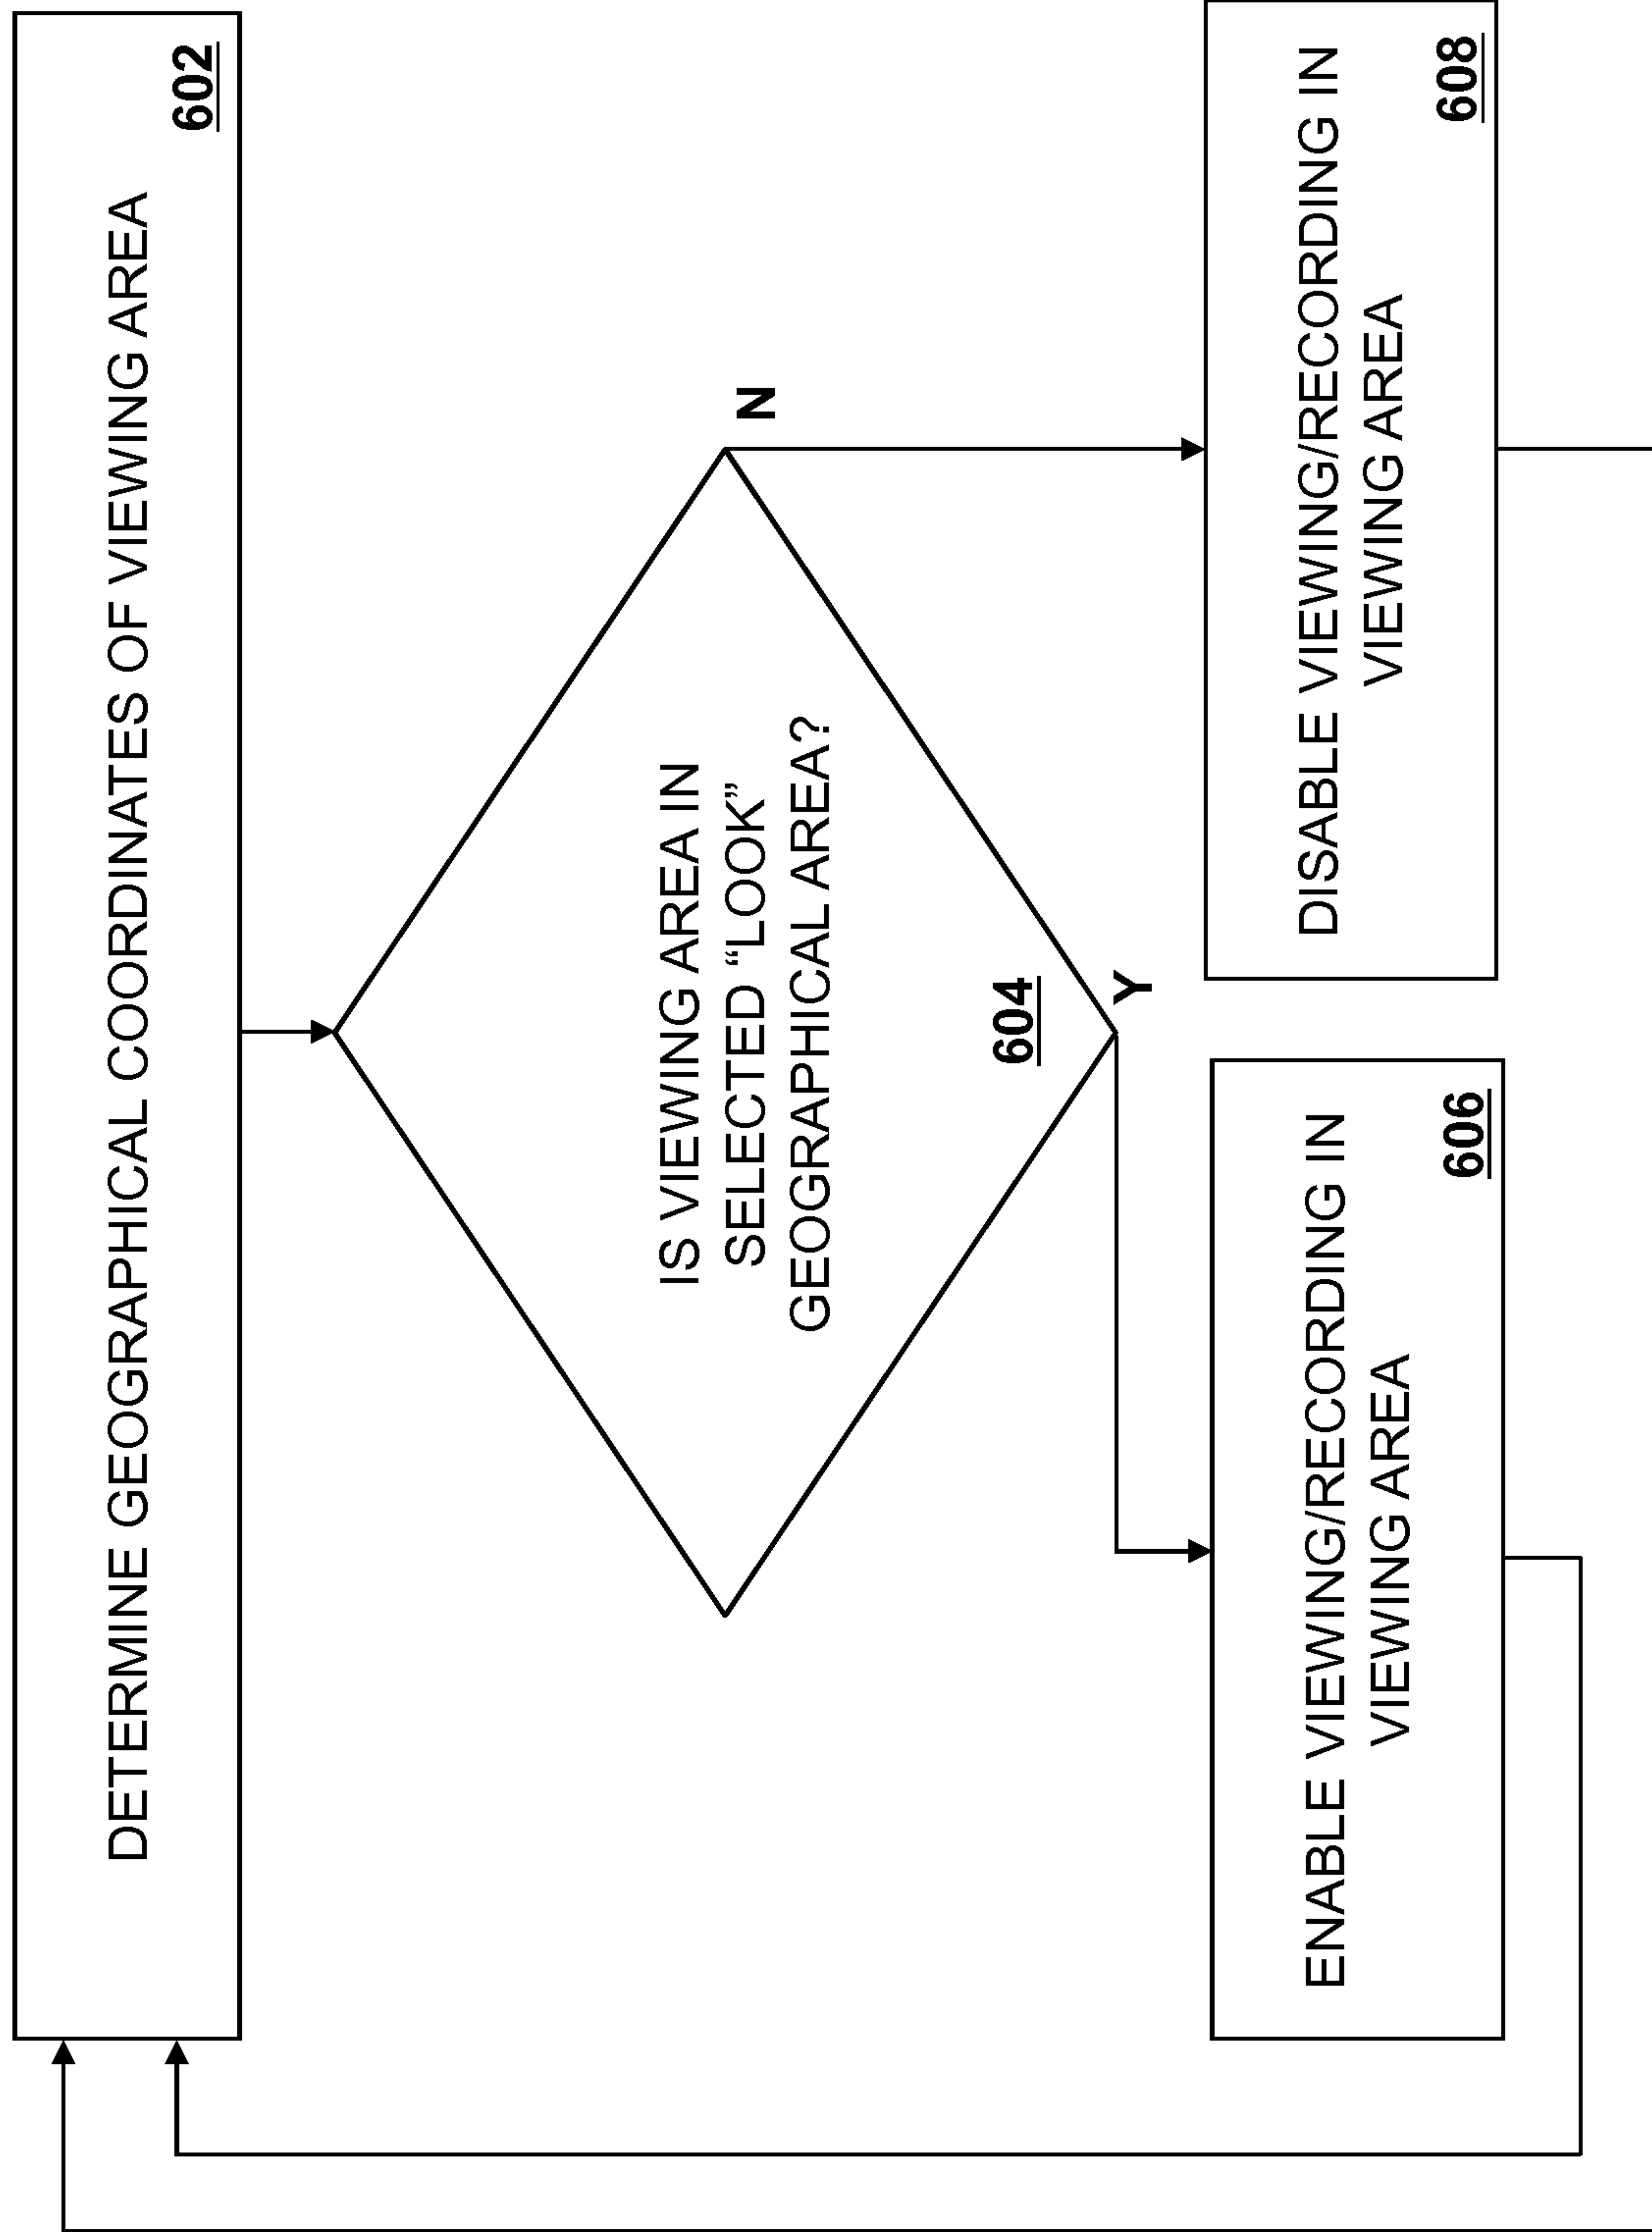 DETERMINE GEOGRAPHICAL COORDINATES OF VIEWING AREA
602
IS VIEWING AREA IN
SELECTED “LOOK”
GEOGRAPHICAL AREA?
604
N
Y
ENABLE VIEWING/RECORDING IN
VIEWING AREA
606
DISABLE VIEWING/RECORDING IN
VIEWING AREA
608